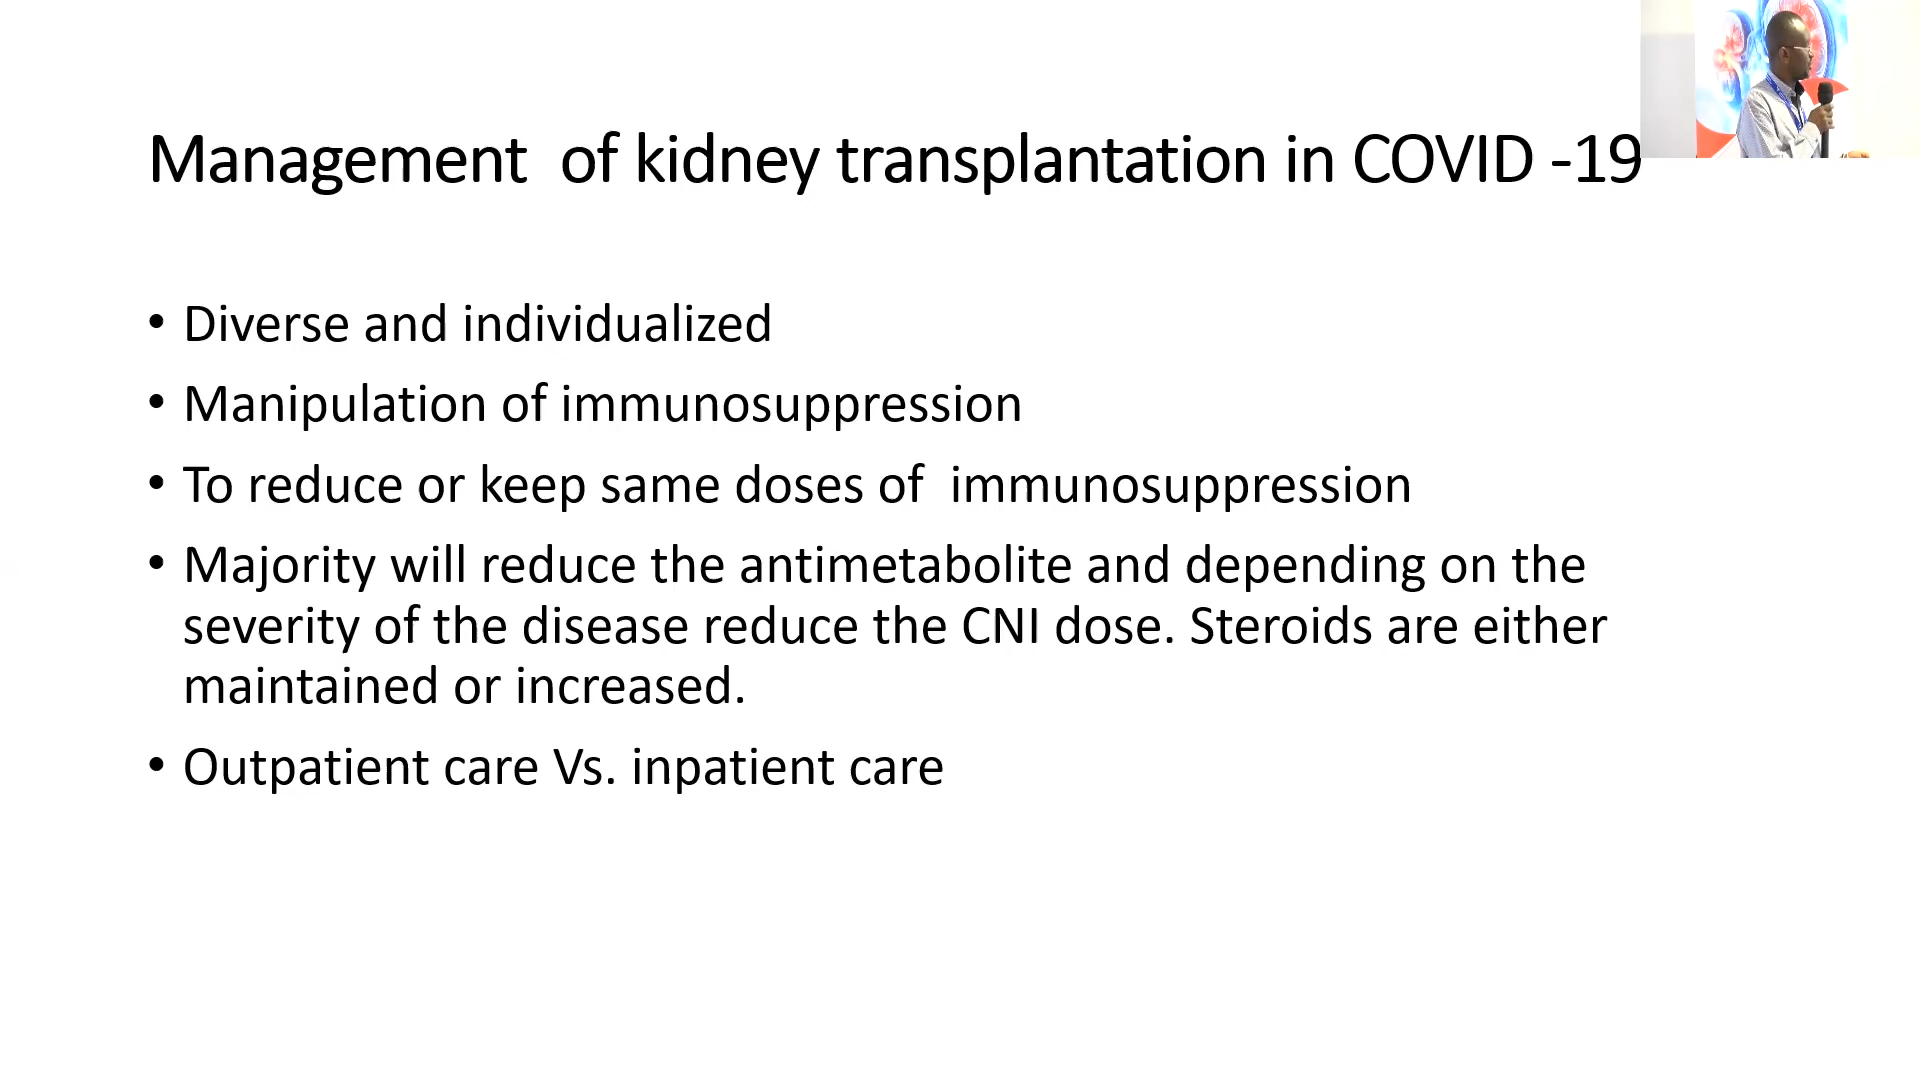 Management  of kidney transplantation in COVID -19
• Diverse and individualized
• Manipulation of immunosuppression
• To reduce or keep same doses of  immunosuppression
• Majority will reduce the antimetabolite and depending on the
severity of the disease reduce the CNI dose. Steroids are either
maintained or increased.
• Outpatient care Vs. inpatient care